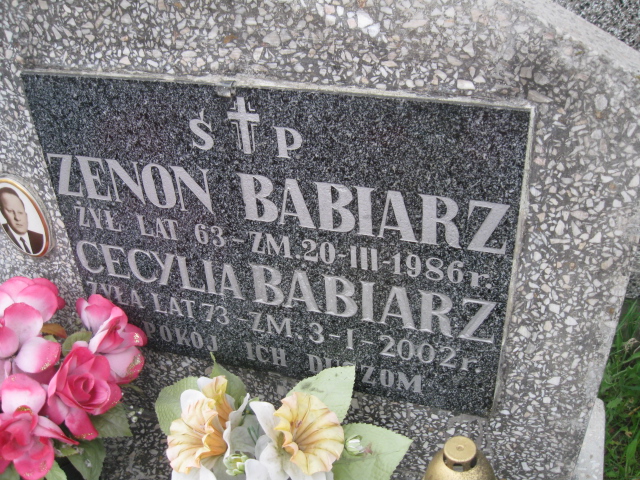 Ś P
ZENON BABIARZ
ŻYŁ LAT 63 - ZM. 20-III-1986 r.
CECYLIA BABIARZ
ŻYŁA LAT 73 - ZM. 3-I-2002 r.
POKÓJ ICH DUSZOM